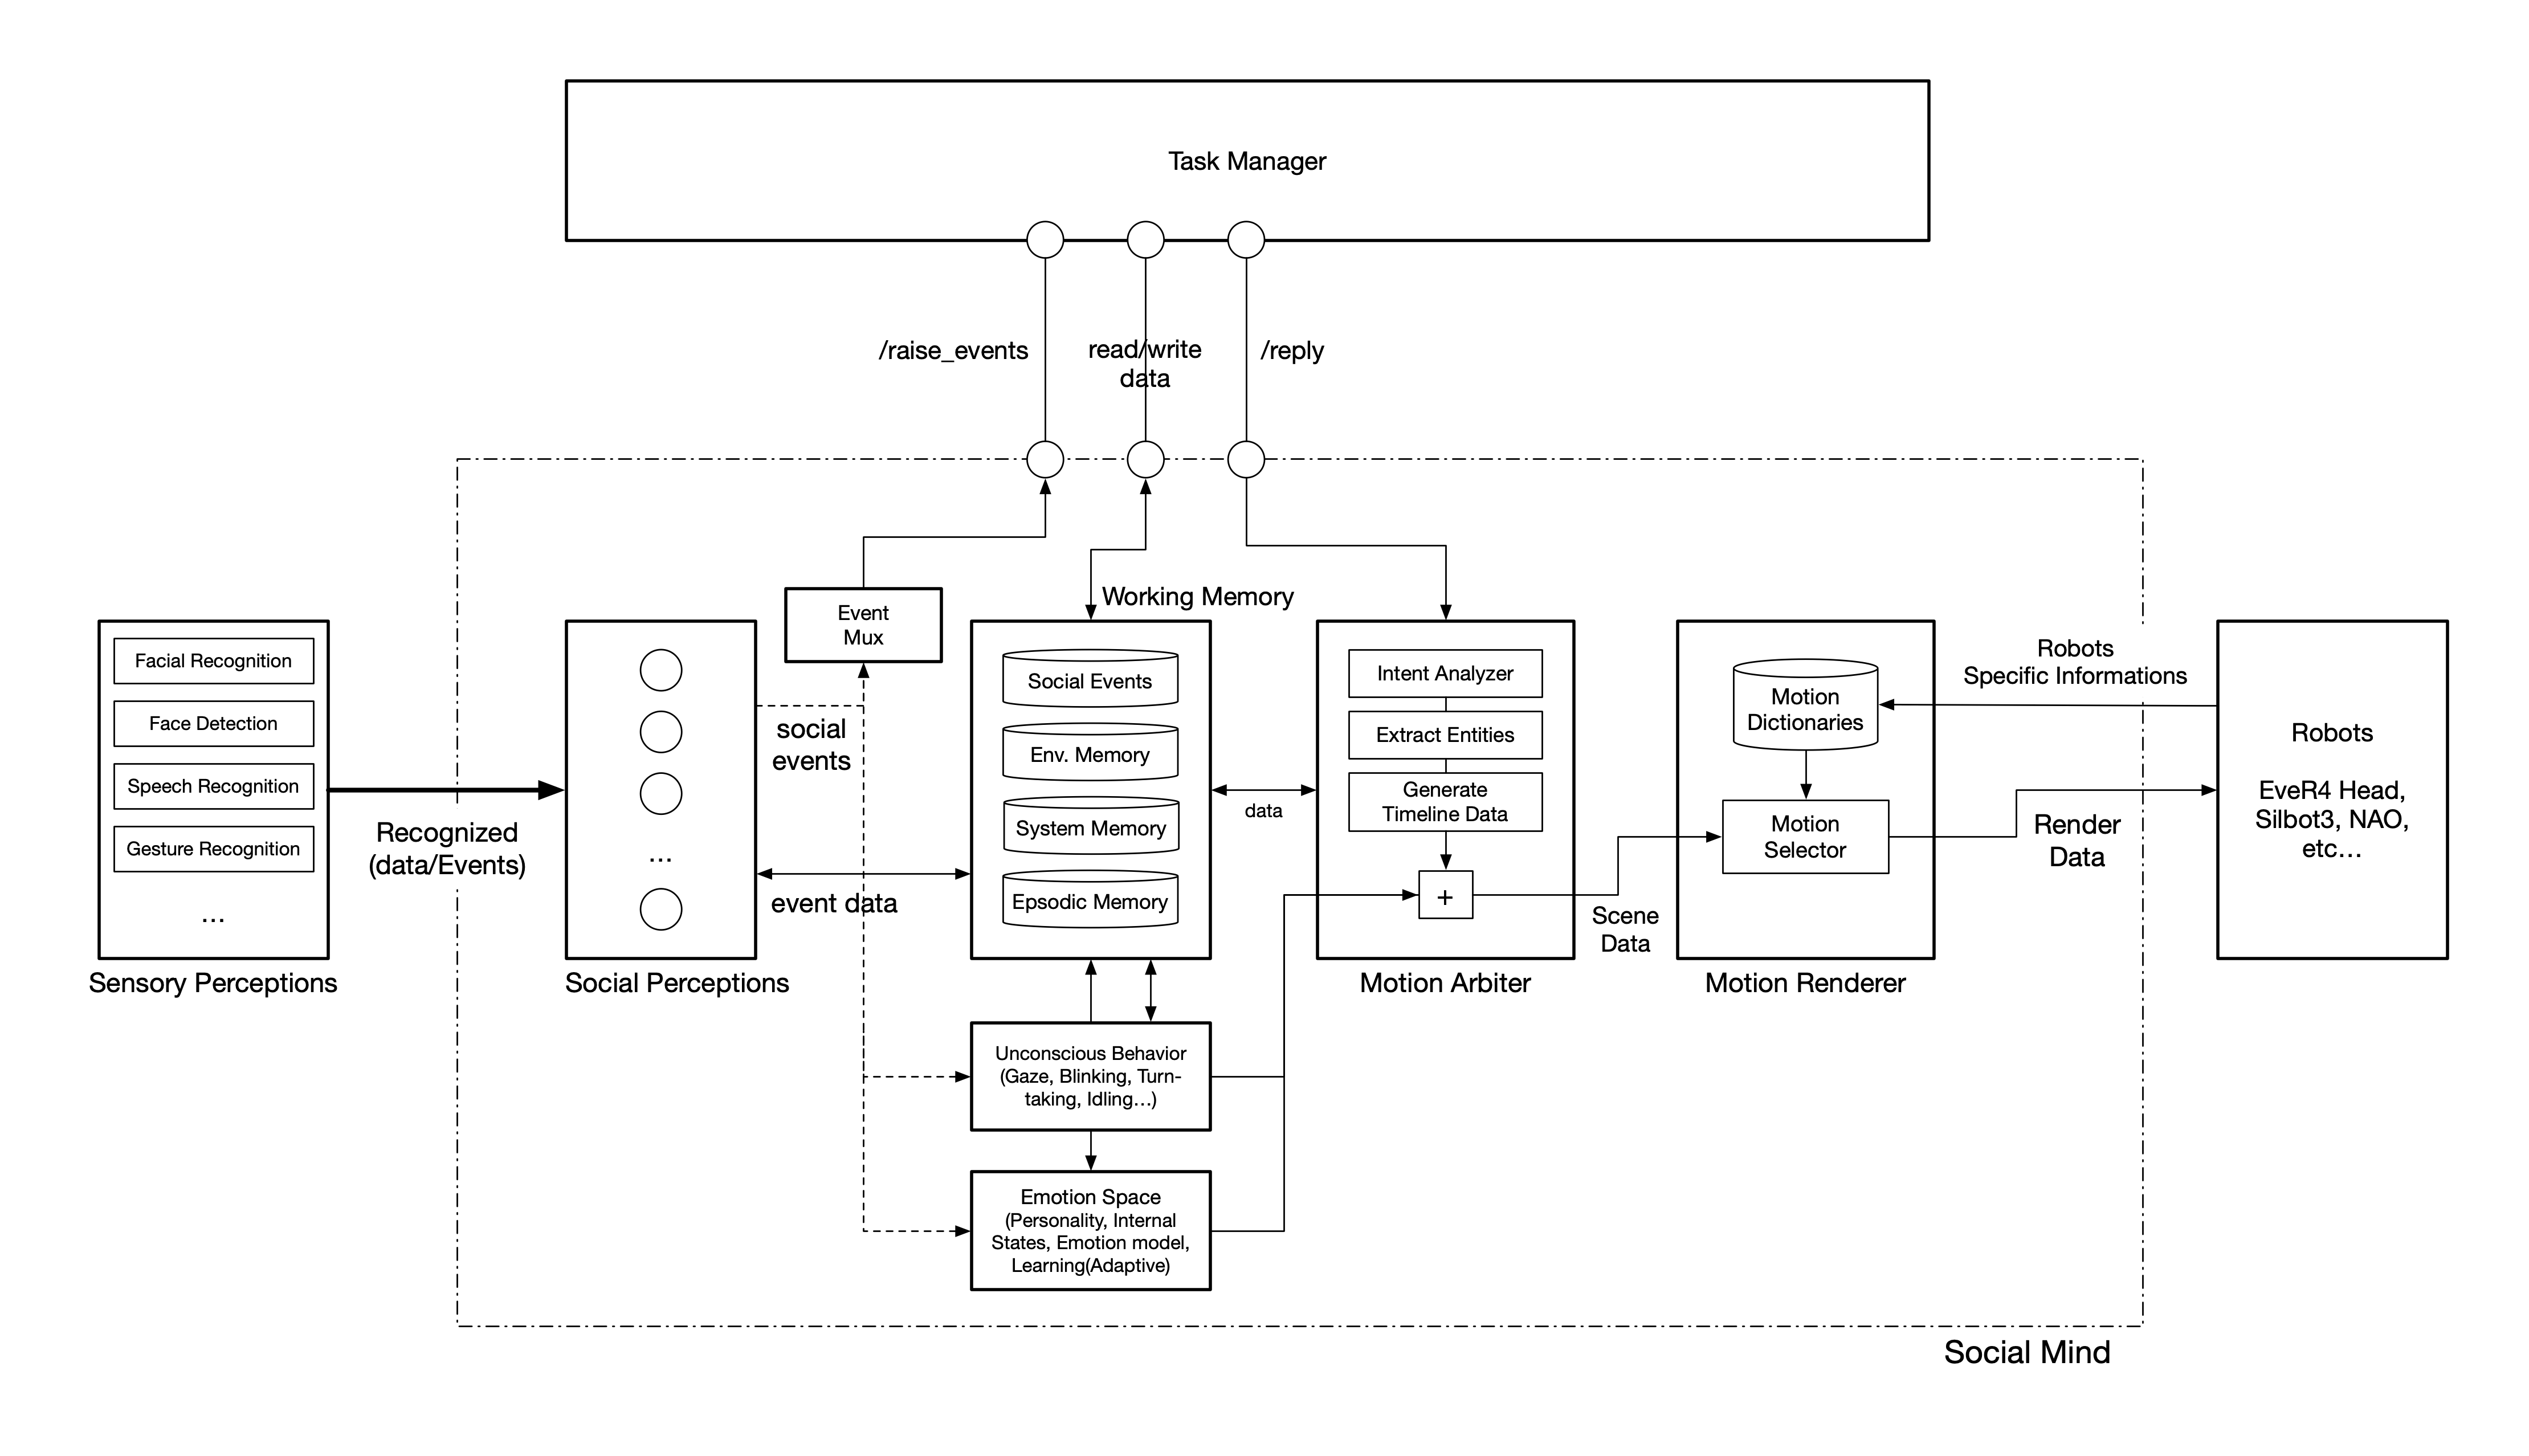 Task Manager
/raise_events
read/write
data
/reply
Working Memory
Event
Mux
Facial Recognition
Face Detection
Speech Recognition
Gesture Recognition
...
Sensory Perceptions
Recognized
(data/Events)
...
Social Perceptions
social
events
event data
Social Events
Env. Memory
System Memory
Epsodic Memory
data
Intent Analyzer
Extract Entities
Generate
Timeline Data
+
Motion Arbiter
Scene
Data
Motion
Dictionaries
Motion
Selector
Motion Renderer
Robots
Specific Informations
Render
Data
Robots
EveR4 Head,
Silbot3, NAO,
etc...
Unconscious Behavior
(Gaze, Blinking, Turn-
taking, Idling...)
Emotion Space
(Personality, Internal
States, Emotion model,
Learning(Adaptive)
Social Mind